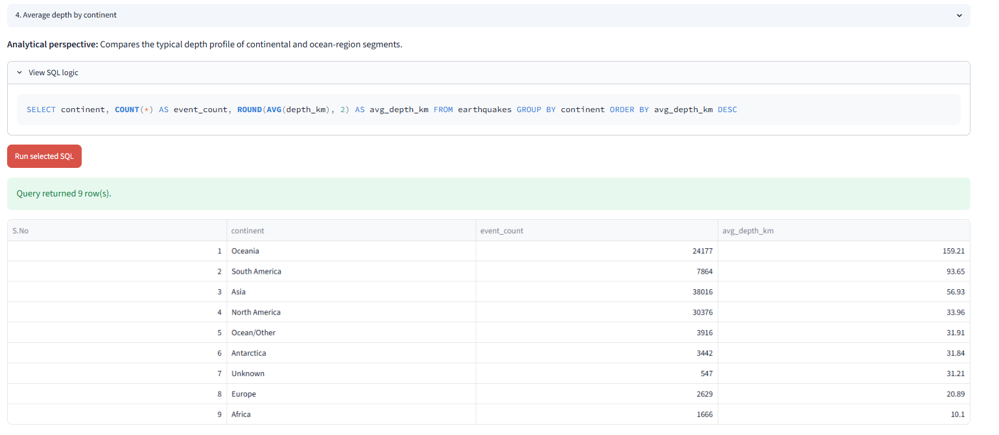 4. Average depth by continent
Analytical perspective: Compares the typical depth profile of continental and ocean-region segments.
View SQL logic
SELECT continent, COUNT(*) AS event_count, ROUND(AVG(depth_km), 2) AS avg_depth_km FROM earthquakes GROUP BY continent ORDER BY avg_depth_km DESC
Run selected SQL
Query returned 9 row(s).
S.No continent event_count avg_depth_km
1 Oceania 24177 159.21
2 South America 7864 93.65
3 Asia 38016 56.93
4 North America 30376 33.96
5 Ocean/Other 3916 31.91
6 Antarctica 3442 31.84
7 Unknown 547 31.21
8 Europe 2629 20.89
9 Africa 1666 10.1